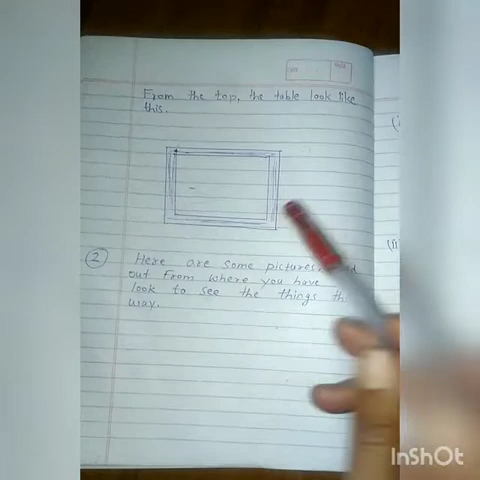 From the top, the table look like
this.
2 Here are some pictures,
out from where you have
look to see the things
way.
(i
(ii
InShOt